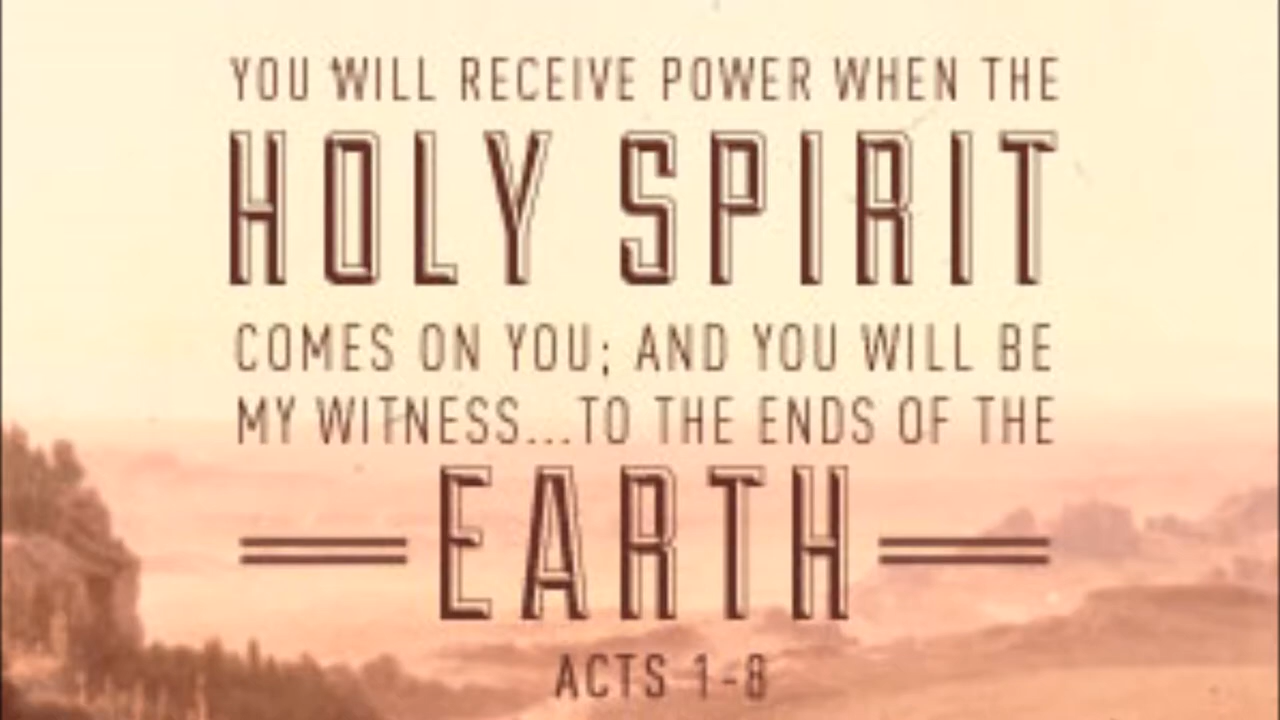 YOU WILL RECEIVE POWER WHEN THE
HOLY SPIRIT
COMES ON YOU; AND YOU WILL BE
MY WITNESS...TO THE ENDS OF THE
EARTH
ACTS 1-8